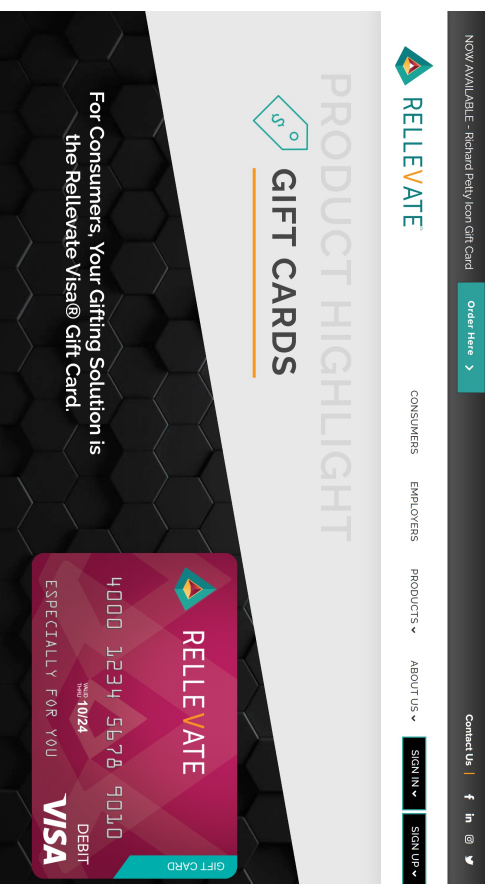 NOW AVAILABLE - Richard Petty Icon Gift Card
Order Here
Contact Us
RELLEVATE
CONSUMERS
EMPLOYERS
PRODUCTS
ABOUT US
SIGN IN
SIGN UP
PRODUCT HIGHLIGHT
GIFT CARDS
For Consumers, Your Gifting Solution is
the Rellevate Visa® Gift Card.
GIFT CARD
RELLEVATE
4000 1234 5678 9010
VALID THRU 10/24
DEBIT
ESPECIALLY FOR YOU
VISA